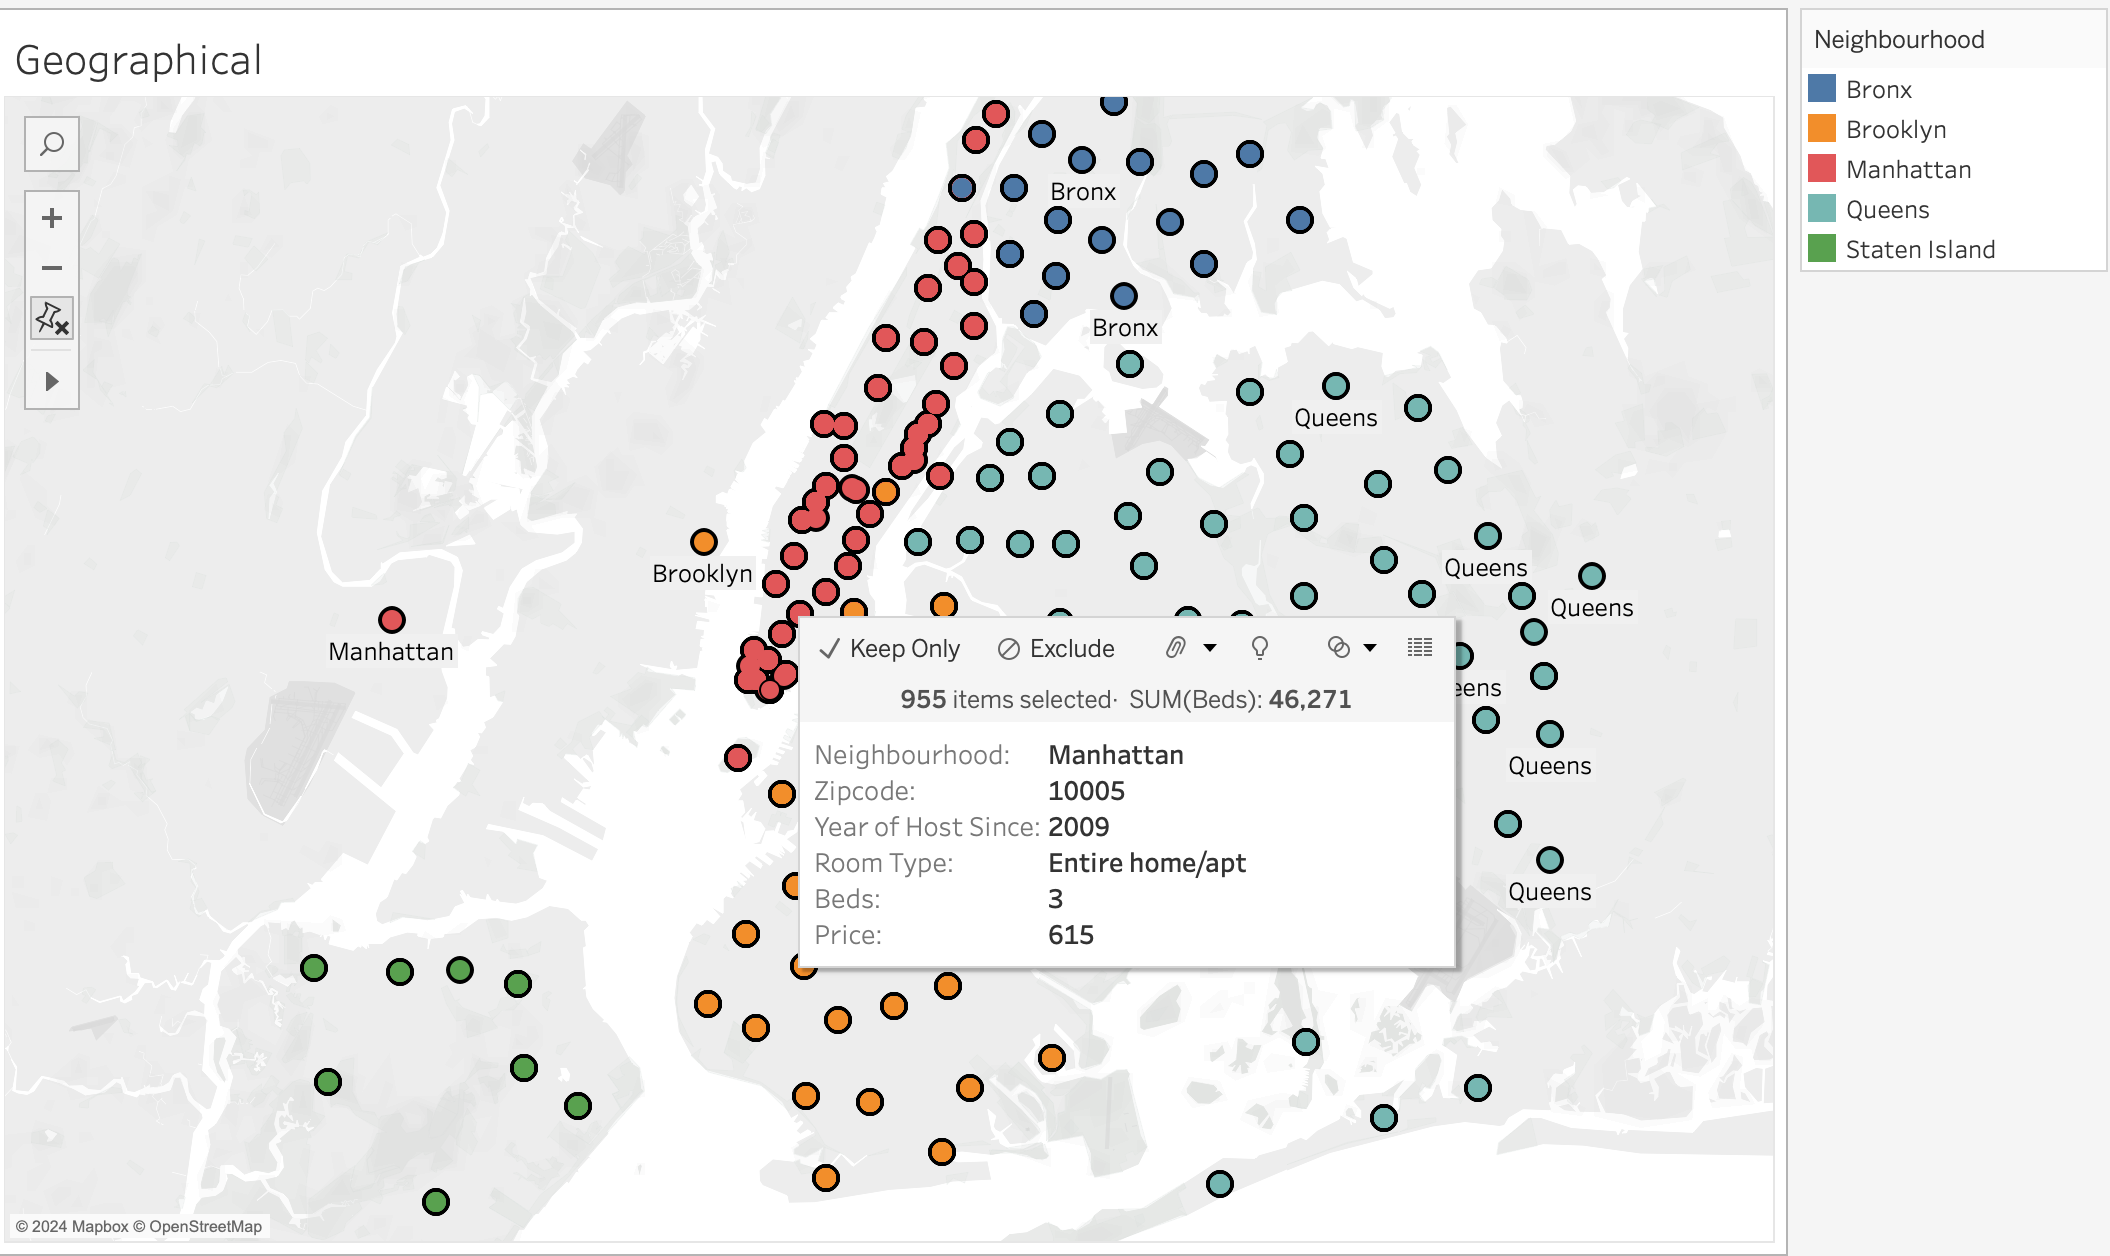 Geographical
Neighbourhood
Bronx
Brooklyn
Manhattan
Queens
Staten Island
Bronx
Bronx
Queens
Queens
Brooklyn
Queens
Manhattan
eens
Queens
Queens
Keep Only Exclude
955 items selected· SUM(Beds): 46,271
Neighbourhood: Manhattan
Zipcode: 10005
Year of Host Since: 2009
Room Type: Entire home/apt
Beds: 3
Price: 615
© 2024 Mapbox © OpenStreetMap